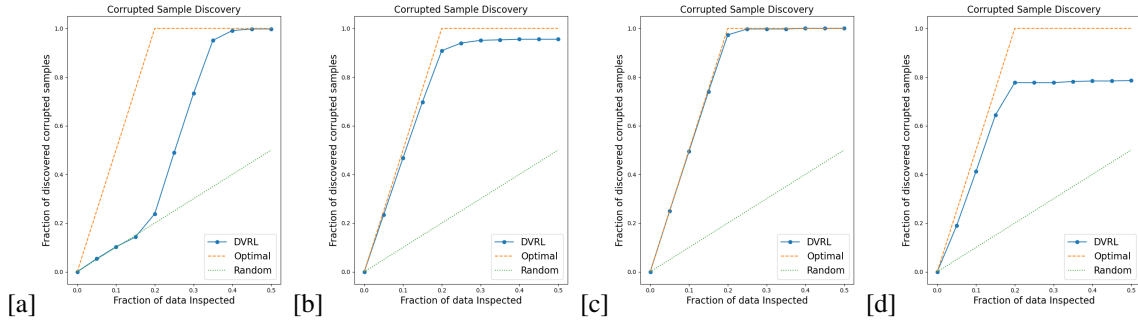 [a]
Corrupted Sample Discovery
Fraction of discovered corrupted samples
1.0
0.8
0.6
0.4
0.2
0.0
DVRL
Optimal
Random
0.0 0.1 0.2 0.3 0.4 0.5
Fraction of data Inspected
[b]
Corrupted Sample Discovery
Fraction of discovered corrupted samples
1.0
0.8
0.6
0.4
0.2
0.0
DVRL
Optimal
Random
0.0 0.1 0.2 0.3 0.4 0.5
Fraction of data Inspected
[c]
Corrupted Sample Discovery
Fraction of discovered corrupted samples
1.0
0.8
0.6
0.4
0.2
0.0
DVRL
Optimal
Random
0.0 0.1 0.2 0.3 0.4 0.5
Fraction of data Inspected
[d]
Corrupted Sample Discovery
Fraction of discovered corrupted samples
1.0
0.8
0.6
0.4
0.2
0.0
DVRL
Optimal
Random
0.0 0.1 0.2 0.3 0.4 0.5
Fraction of data Inspected